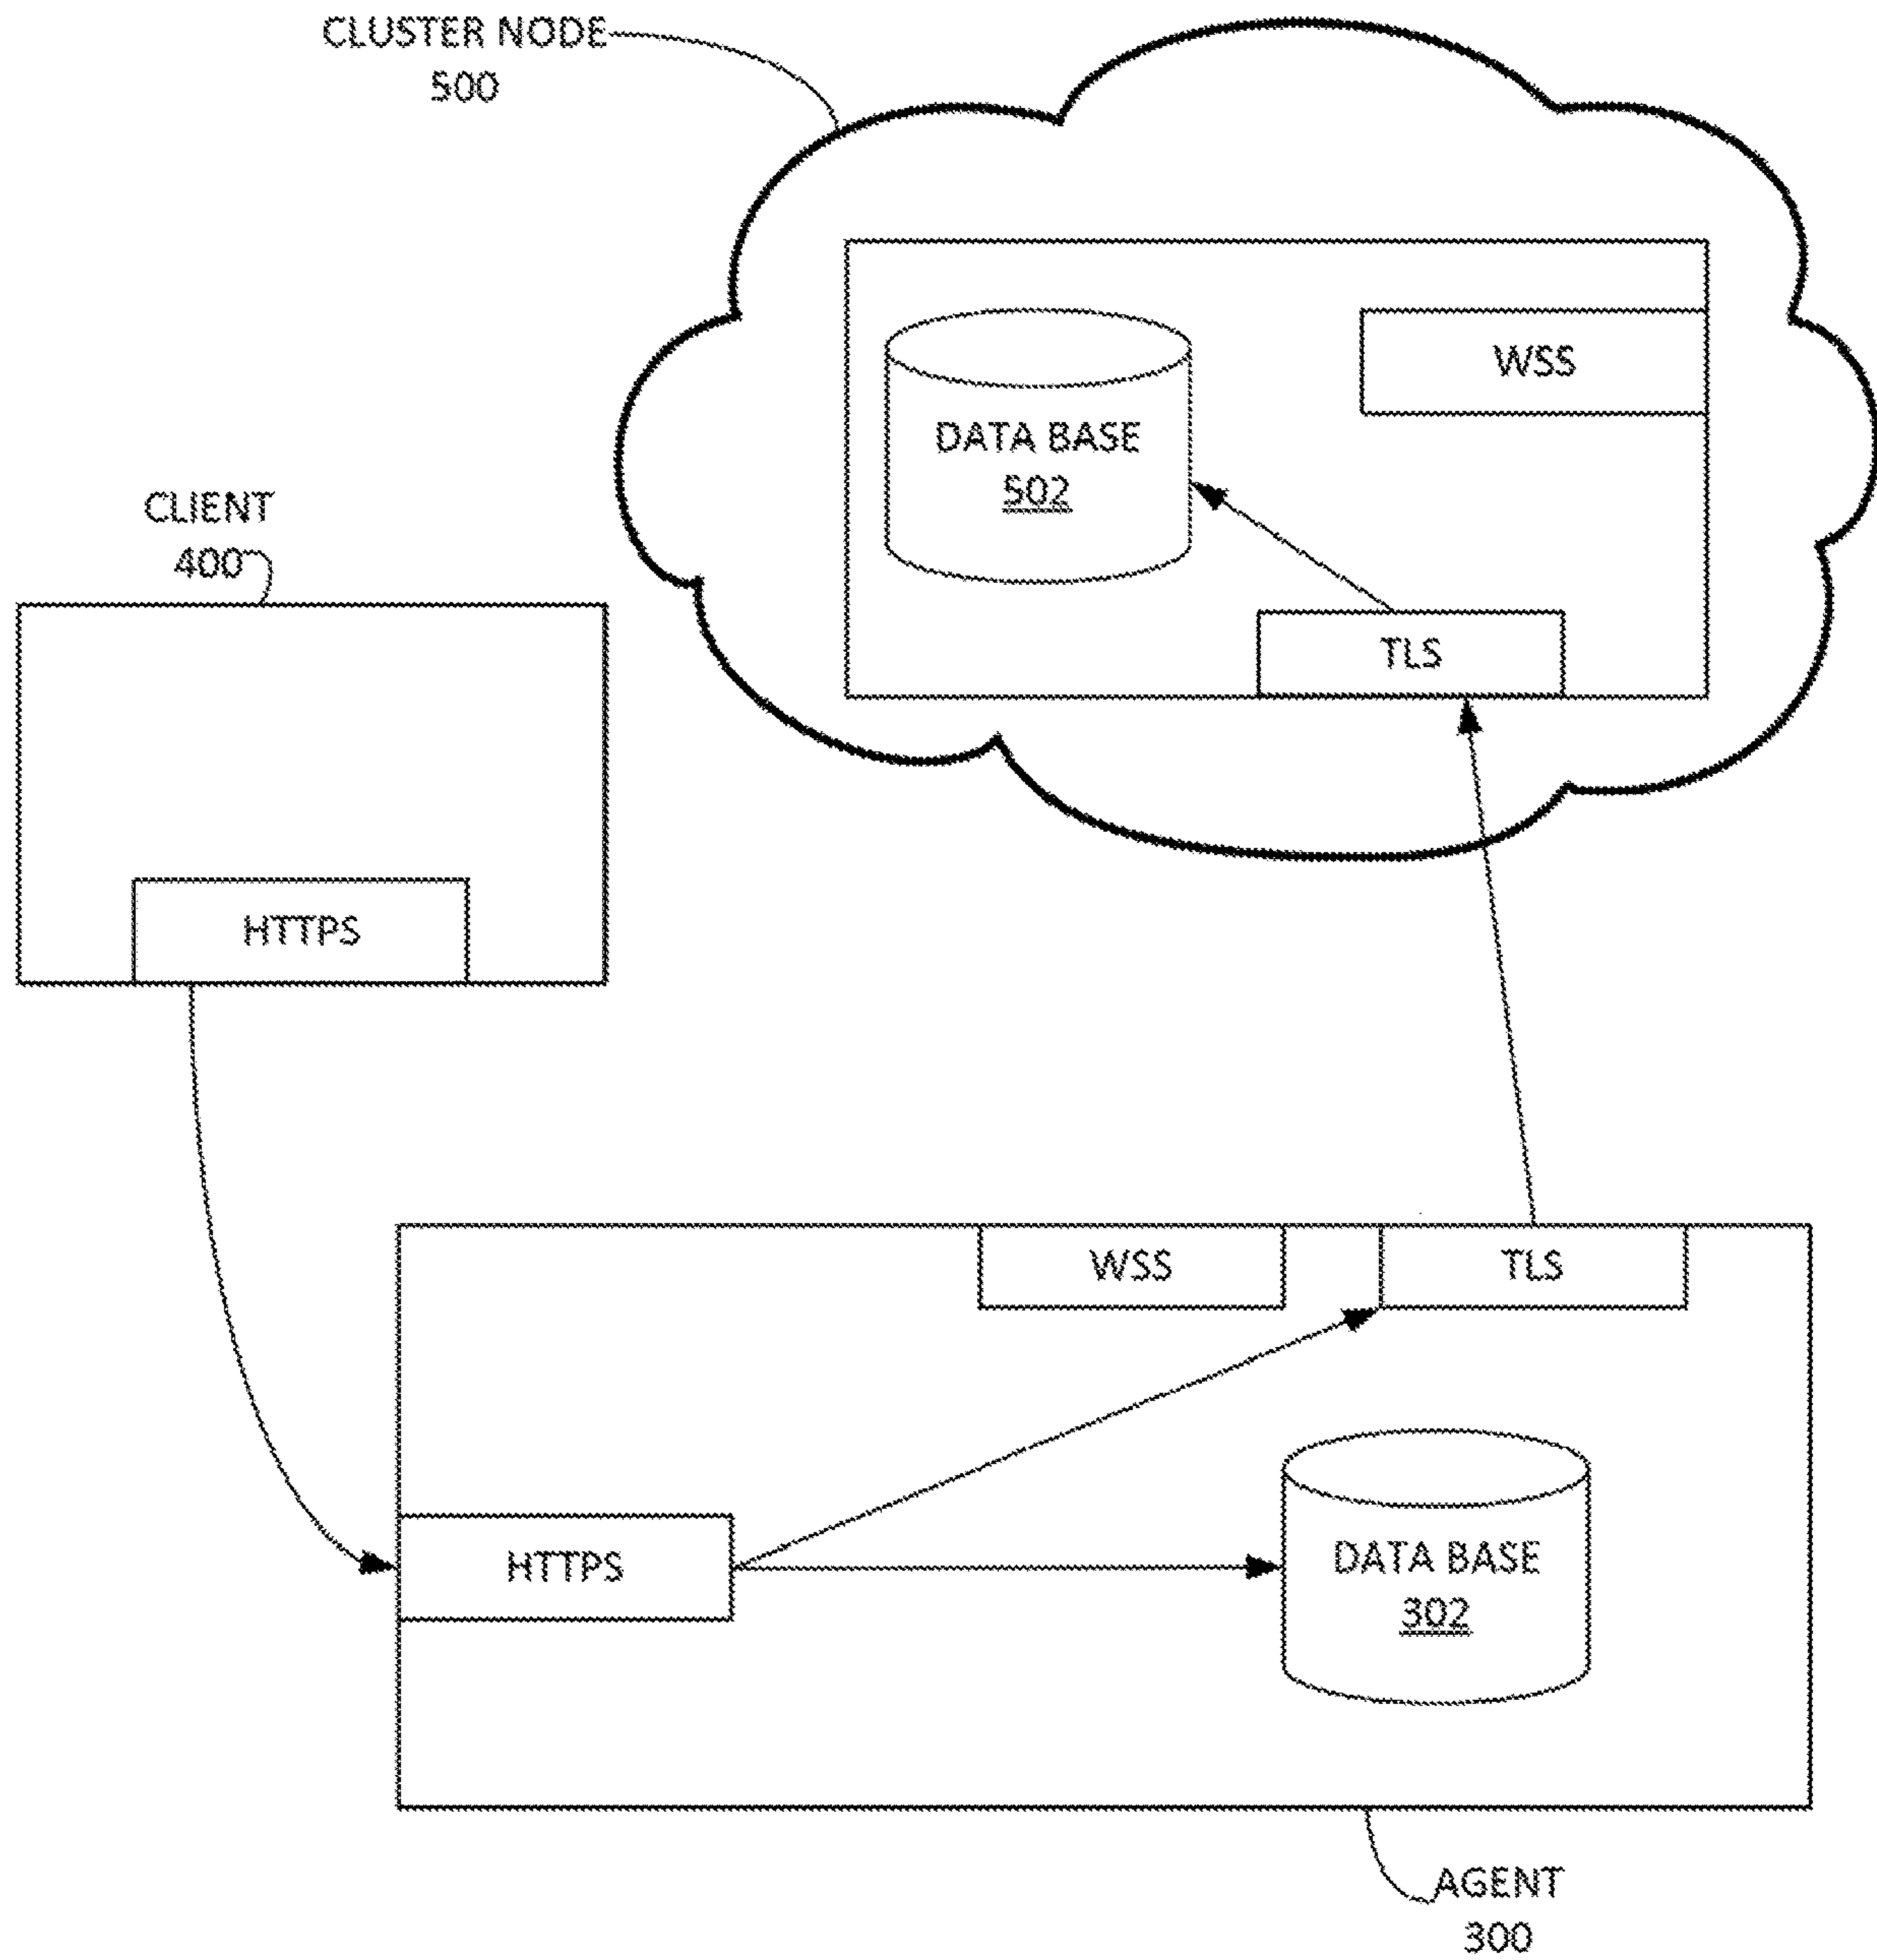 CLUSTER NODE
500
WSS
DATA BASE
502
TLS
CLIENT
400
HTTPS
WSS
TLS
HTTPS
DATA BASE
302
AGENT
300